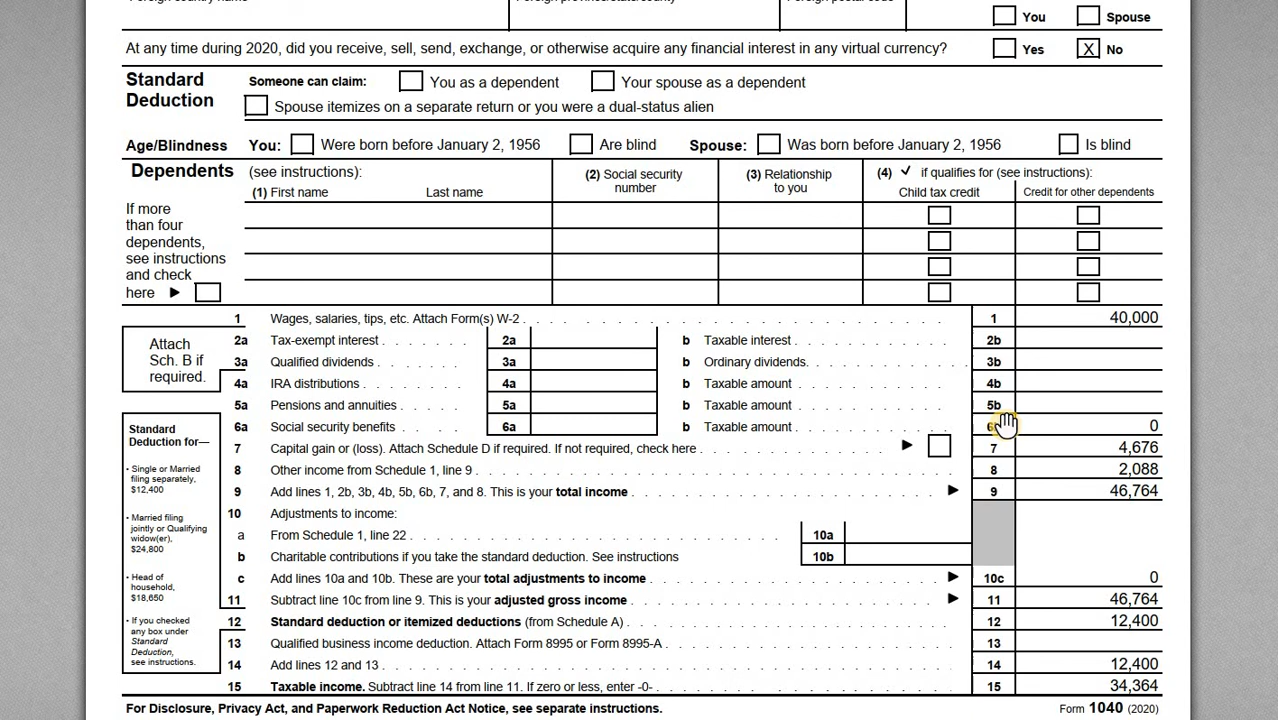 You Spouse
At any time during 2020, did you receive, sell, send, exchange, or otherwise acquire any financial interest in any virtual currency? Yes X No
Standard Deduction
Someone can claim: You as a dependent Your spouse as a dependent
Spouse itemizes on a separate return or you were a dual-status alien
Age/Blindness You: Were born before January 2, 1956 Are blind Spouse: Was born before January 2, 1956 Is blind
Dependents (see instructions): (2) Social security number (3) Relationship to you (4) ✓ if qualifies for (see instructions):
(1) First name Last name Child tax credit Credit for other dependents
If more
than four
dependents,
see instructions
and check
here ►
1 Wages, salaries, tips, etc. Attach Form(s) W-2 1 40,000
Attach
Sch. B if
required.
2a Tax-exempt interest 2a b Taxable interest 2b
3a Qualified dividends 3a b Ordinary dividends 3b
4a IRA distributions 4a b Taxable amount 4b
5a Pensions and annuities 5a b Taxable amount 5b
6a Social security benefits 6a b Taxable amount 0
7 Capital gain or (loss). Attach Schedule D if required. If not required, check here ► 7 4,676
8 Other income from Schedule 1, line 9 8 2,088
9 Add lines 1, 2b, 3b, 4b, 5b, 6b, 7, and 8. This is your total income ► 9 46,764
10 Adjustments to income:
a From Schedule 1, line 22 10a
b Charitable contributions if you take the standard deduction. See instructions 10b
c Add lines 10a and 10b. These are your total adjustments to income ► 10c 0
11 Subtract line 10c from line 9. This is your adjusted gross income ► 11 46,764
12 Standard deduction or itemized deductions (from Schedule A) 12 12,400
13 Qualified business income deduction. Attach Form 8995 or Form 8995-A 13
14 Add lines 12 and 13 14 12,400
15 Taxable income. Subtract line 14 from line 11. If zero or less, enter -0- 15 34,364
Standard
Deduction for—
• Single or Married
filing separately,
$12,400
• Married filing
jointly or Qualifying
widow(er),
$24,800
• Head of
household,
$18,650
• If you checked
any box under
Standard
Deduction,
see instructions.
For Disclosure, Privacy Act, and Paperwork Reduction Act Notice, see separate instructions. Form 1040 (2020)